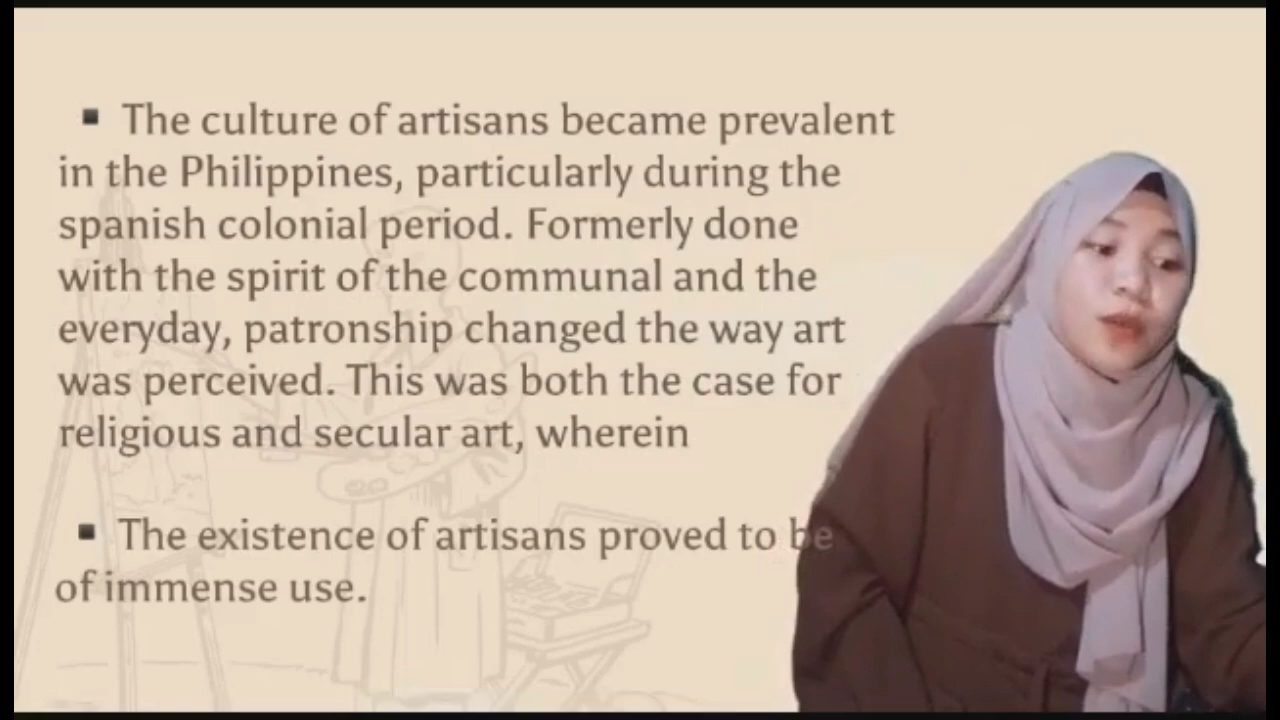 ▪ The culture of artisans became prevalent
in the Philippines, particularly during the
spanish colonial period. Formerly done
with the spirit of the communal and the
everyday, patronship changed the way art
was perceived. This was both the case for
religious and secular art, wherein
▪ The existence of artisans proved to be
of immense use.